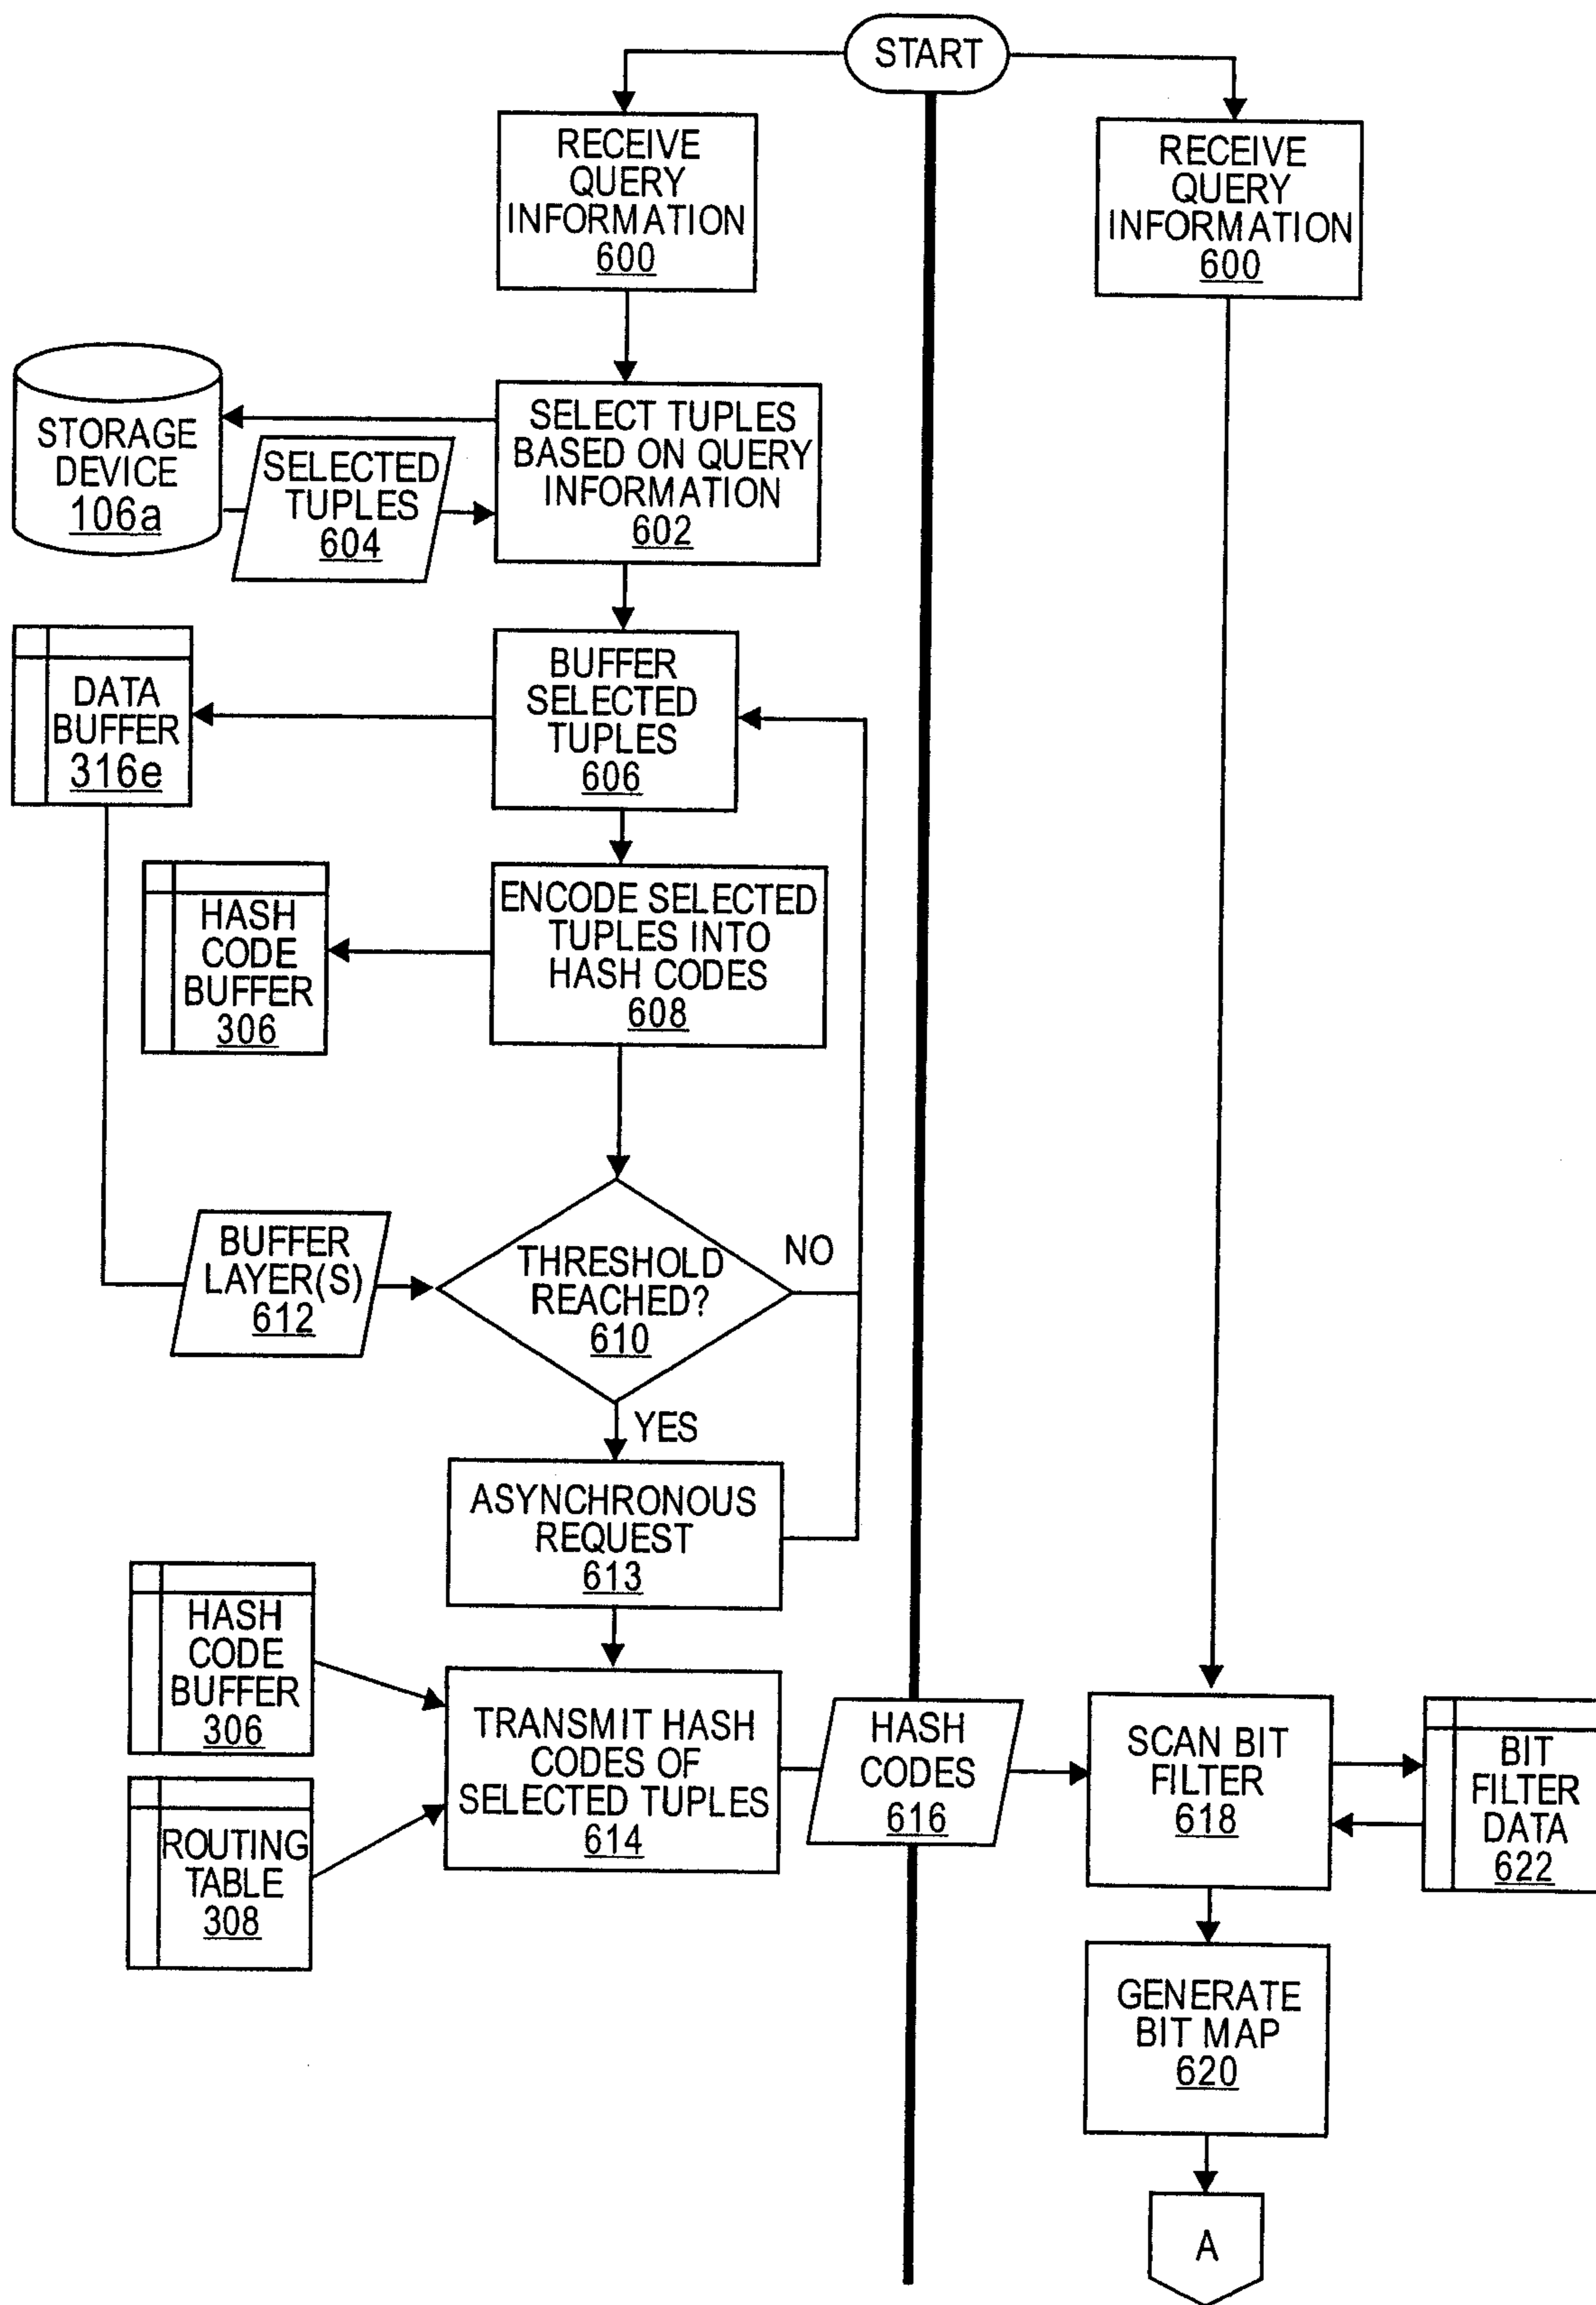 START
RECEIVE
QUERY
INFORMATION
600
RECEIVE
QUERY
INFORMATION
600
STORAGE
DEVICE
106a
SELECTED
TUPLES
604
SELECT TUPLES
BASED ON QUERY
INFORMATION
602
DATA
BUFFER
316e
BUFFER
SELECTED
TUPLES
606
HASH
CODE
BUFFER
306
ENCODE SELECTED
TUPLES INTO
HASH CODES
608
BUFFER
LAYER(S)
612
THRESHOLD
REACHED?
610
NO
YES
ASYNCHRONOUS
REQUEST
613
HASH
CODE
BUFFER
306
ROUTING
TABLE
308
TRANSMIT HASH
CODES OF
SELECTED TUPLES
614
HASH
CODES
616
SCAN BIT
FILTER
618
BIT
FILTER
DATA
622
GENERATE
BIT MAP
620
A